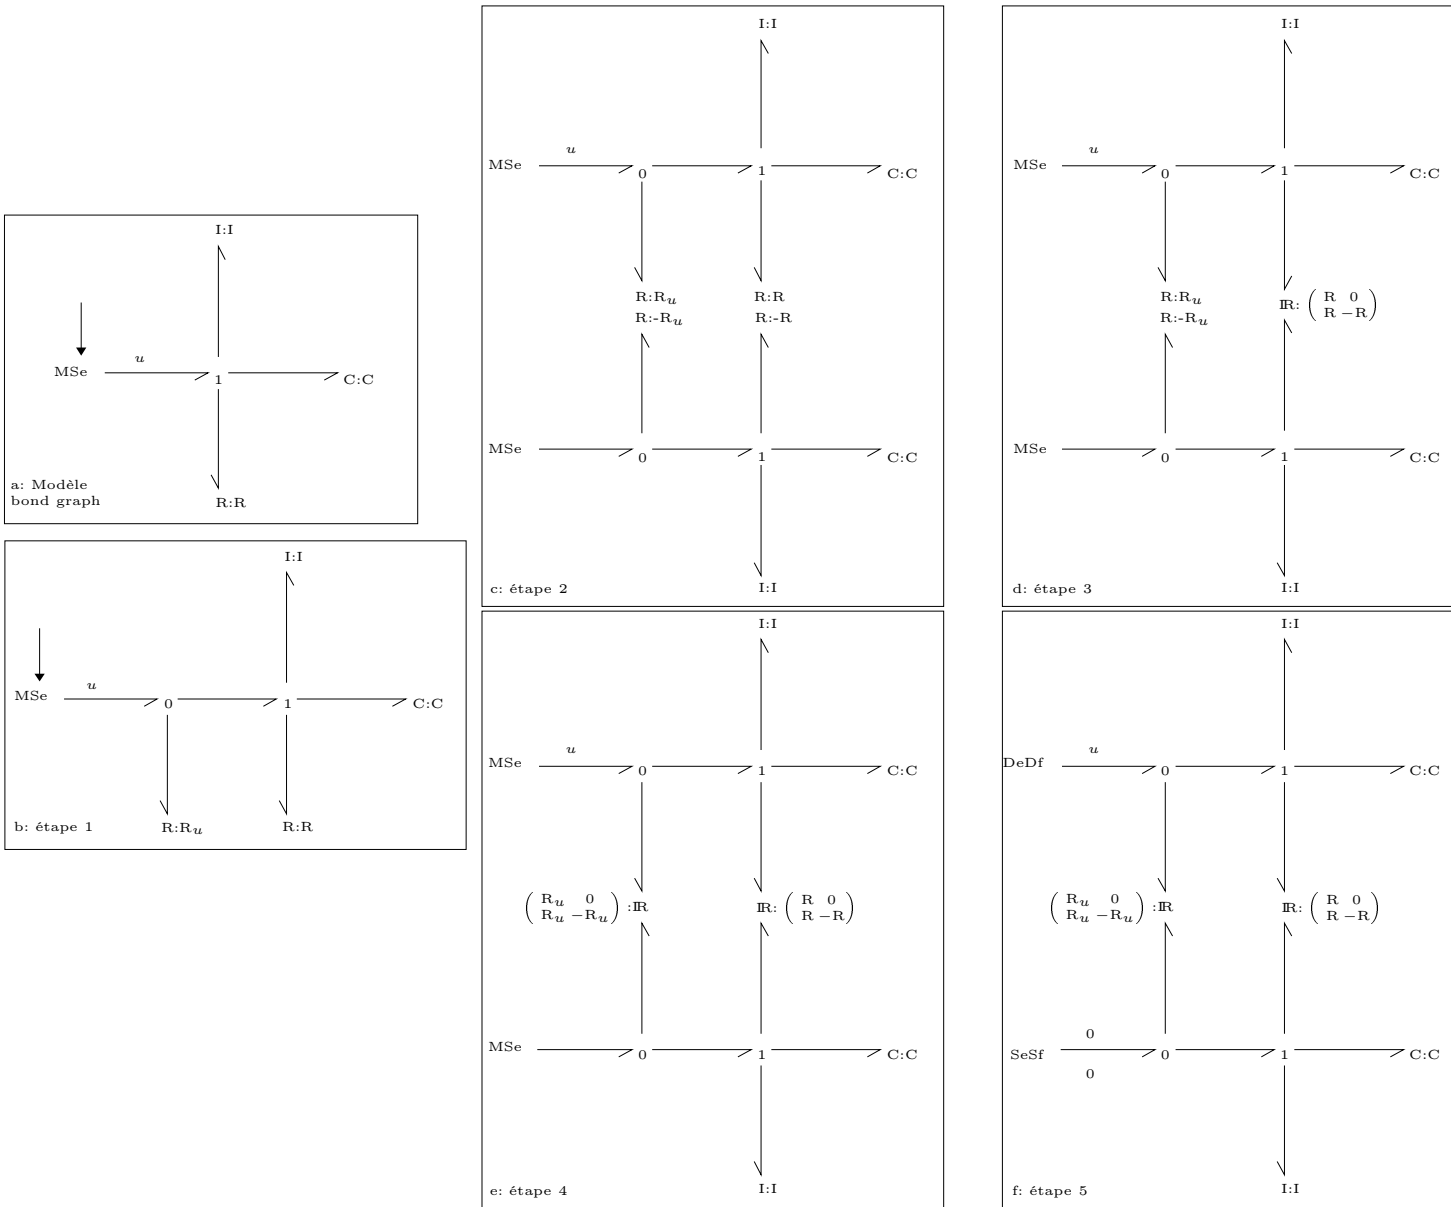 I:I
u
MSe
1
C:C
R:R
a: Modèle
bond graph
I:I
u
MSe
0
1
C:C
R:Ru
R:R
b: étape 1
I:I
u
MSe
0
1
C:C
R:Ru
R:R
R:-Ru
R:-R
MSe
0
1
C:C
I:I
c: étape 2
I:I
u
MSe
0
1
C:C
R:Ru
R:-Ru
IR: ( R 0
R −R )
MSe
0
1
C:C
I:I
d: étape 3
I:I
u
MSe
0
1
C:C
( Ru 0
Ru −Ru ) :IR
IR: ( R 0
R −R )
MSe
0
1
C:C
I:I
e: étape 4
I:I
u
DeDf
0
1
C:C
( Ru 0
Ru −Ru ) :IR
IR: ( R 0
R −R )
0
SeSf
0
0
1
C:C
I:I
f: étape 5